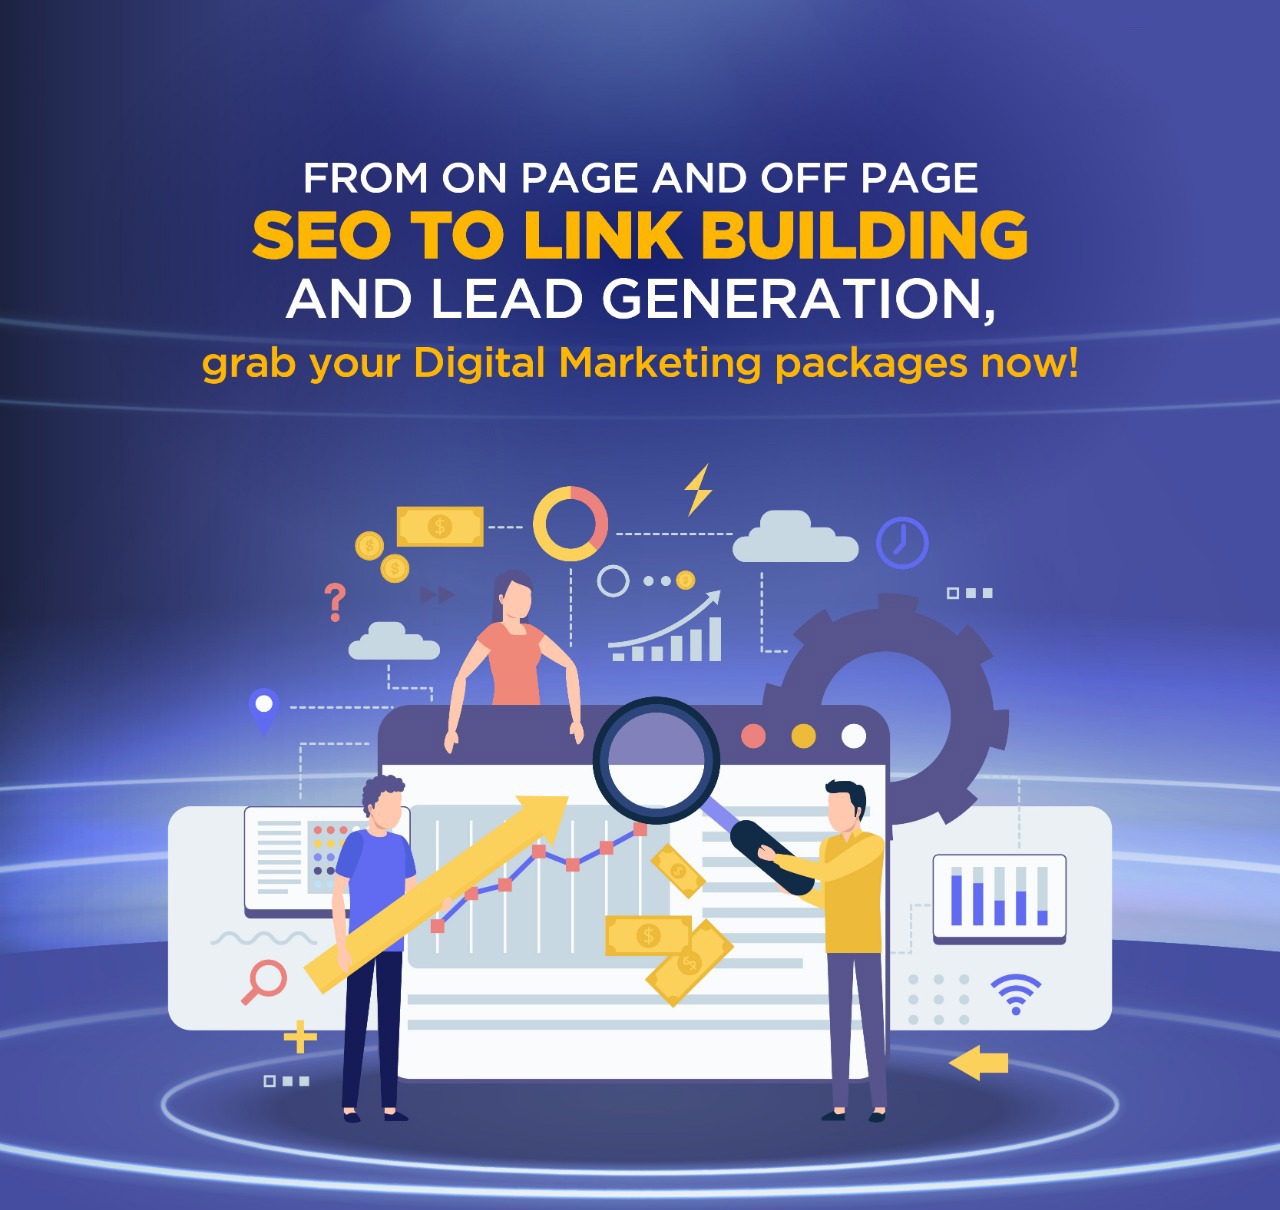 FROM ON PAGE AND OFF PAGE
SEO TO LINK BUILDING
AND LEAD GENERATION,
grab your Digital Marketing packages now!